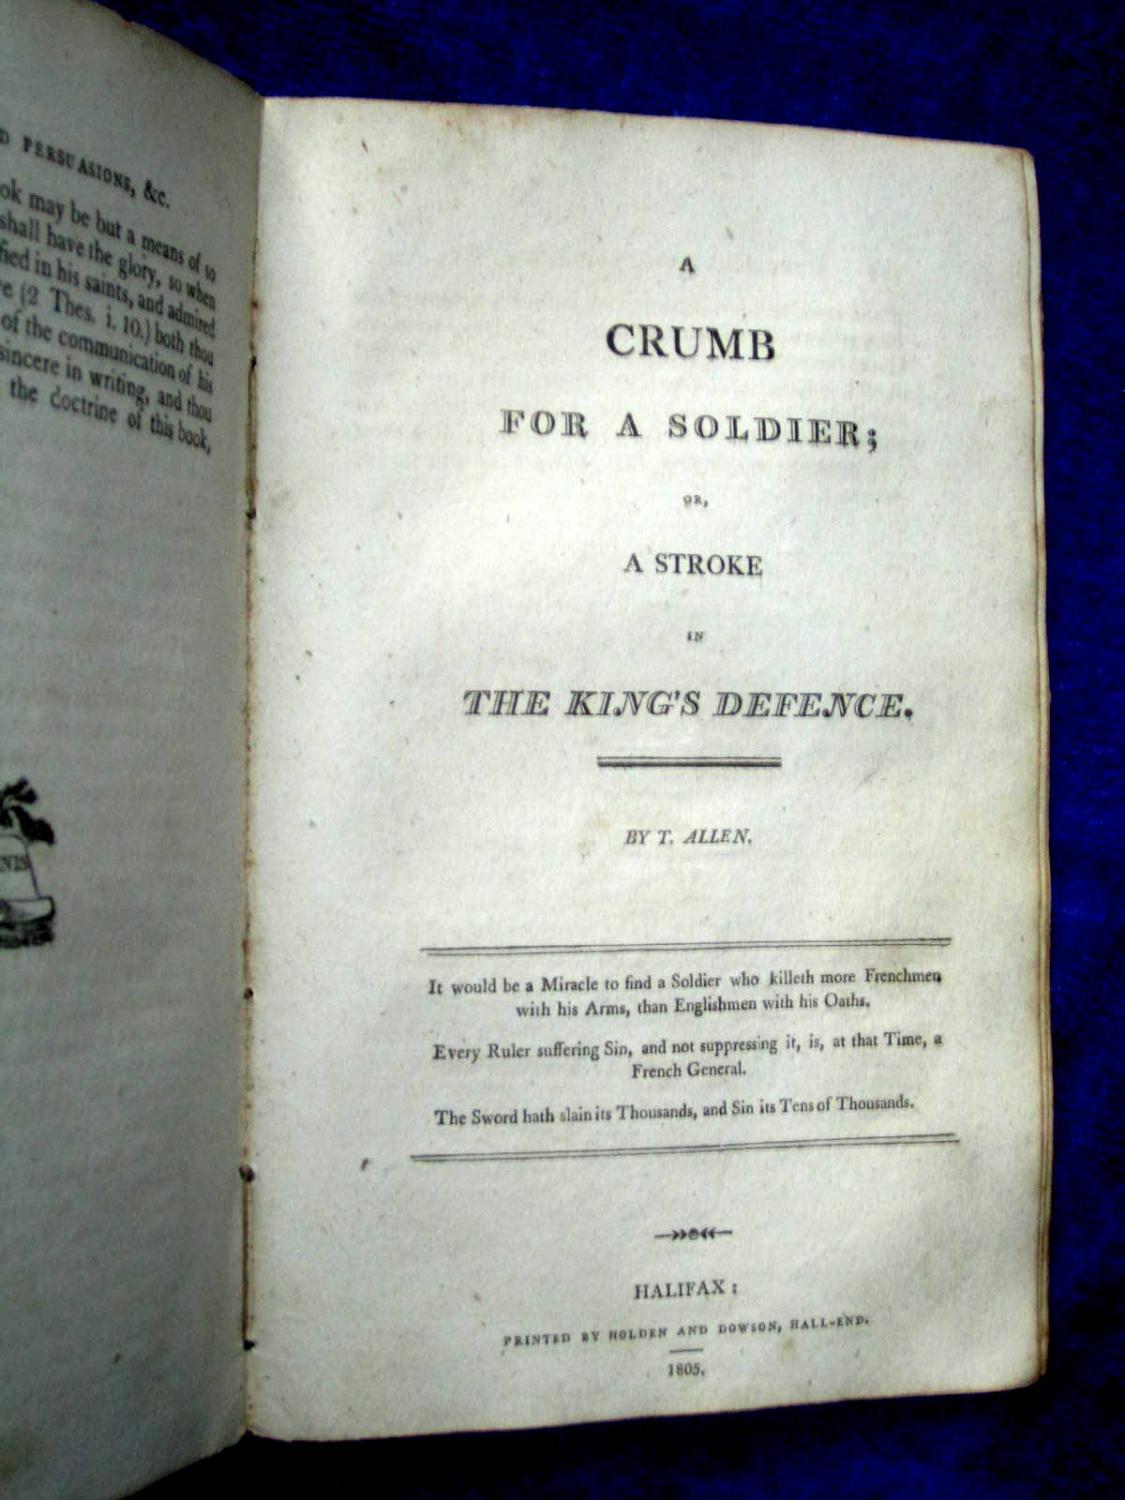 D PERSUASIONS, &c.
ok may be but a means of so
shall have the glory, so when
fied in his saints, and admired
e (2 Thes. i. 10.) both thou
of the communication of his
sincere in writing, and thou
the doctrine of this book,
NIS
A
CRUMB
FOR A SOLDIER;
OR,
A STROKE
IN
THE KING'S DEFENCE.
BY T. ALLEN.
It would be a Miracle to find a Soldier who killeth more Frenchmen
with his Arms, than Englishmen with his Oaths.
Every Ruler suffering Sin, and not suppressing it, is, at that Time, a
French General.
The Sword hath slain its Thousands, and Sin its Tens of Thousands.
HALIFAX:
PRINTED BY HOLDEN AND DOWSON, HALL-END.
1805.